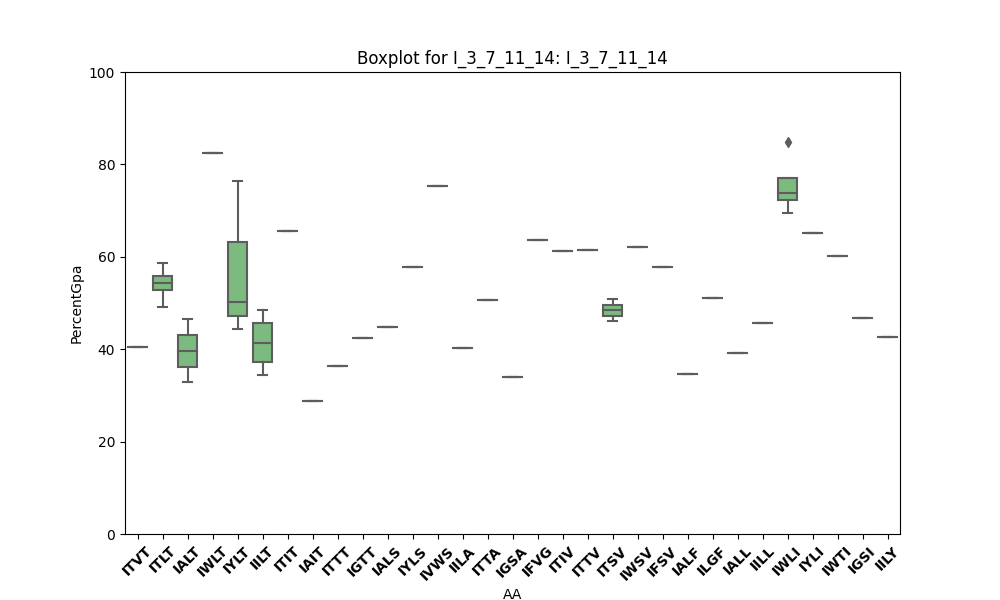 Boxplot for I_3_7_11_14: I_3_7_11_14
100
80
60
40
20
0
PercentGpa
ITVT
ITLT
IALT
IWLT
IYLT
IILT
ITIT
IAIT
ITTT
IGTT
IALS
IYLS
IVWS
IILA
ITTA
IGSA
IFVG
ITIV
ITTV
ITSV
IWSV
IFSV
IALF
ILGF
IALL
IILL
IWLI
IYLI
IWTI
IGSI
IILY
AA